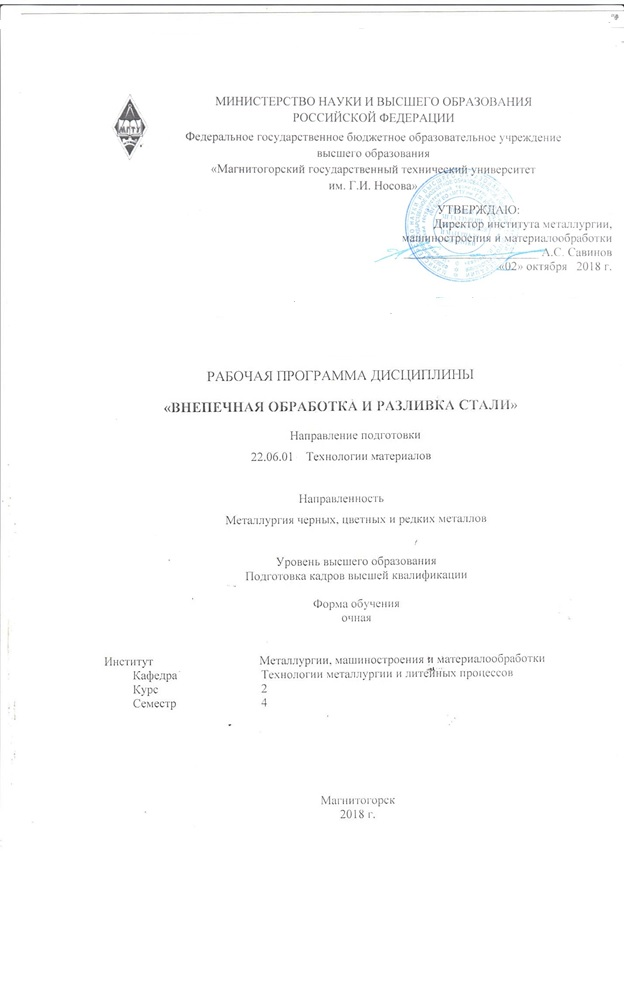 МГТУ
МИНИСТЕРСТВО НАУКИ И ВЫСШЕГО ОБРАЗОВАНИЯ
РОССИЙСКОЙ ФЕДЕРАЦИИ
Федеральное государственное бюджетное образовательное учреждение
высшего образования
«Магнитогорский государственный технический университет
им. Г.И. Носова»
УТВЕРЖДАЮ:
Директор института металлургии,
машиностроения и материалообработки
А.С. Савинов
«02» октября 2018 г.
РАБОЧАЯ ПРОГРАММА ДИСЦИПЛИНЫ
«ВНЕПЕЧНАЯ ОБРАБОТКА И РАЗЛИВКА СТАЛИ»
Направление подготовки
22.06.01 Технологии материалов
Направленность
Металлургия черных, цветных и редких металлов
Уровень высшего образования
Подготовка кадров высшей квалификации
Форма обучения
очная
Институт Металлургии, машиностроения и материалообработки
Кафедра Технологии металлургии и литейных процессов
Курс 2
Семестр 4
Магнитогорск
2018 г.